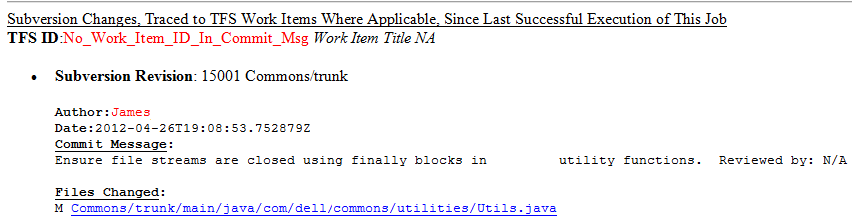 Subversion Changes, Traced to TFS Work Items Where Applicable, Since Last Successful Execution of This Job
TFS ID:No_Work_Item_ID_In_Commit_Msg Work Item Title NA
• Subversion Revision: 15001 Commons/trunk
Author:James
Date:2012-04-26T19:08:53.752879Z
Commit Message:
Ensure file streams are closed using finally blocks in utility functions. Reviewed by: N/A
Files Changed:
M Commons/trunk/main/java/com/dell/commons/utilities/Utils.java